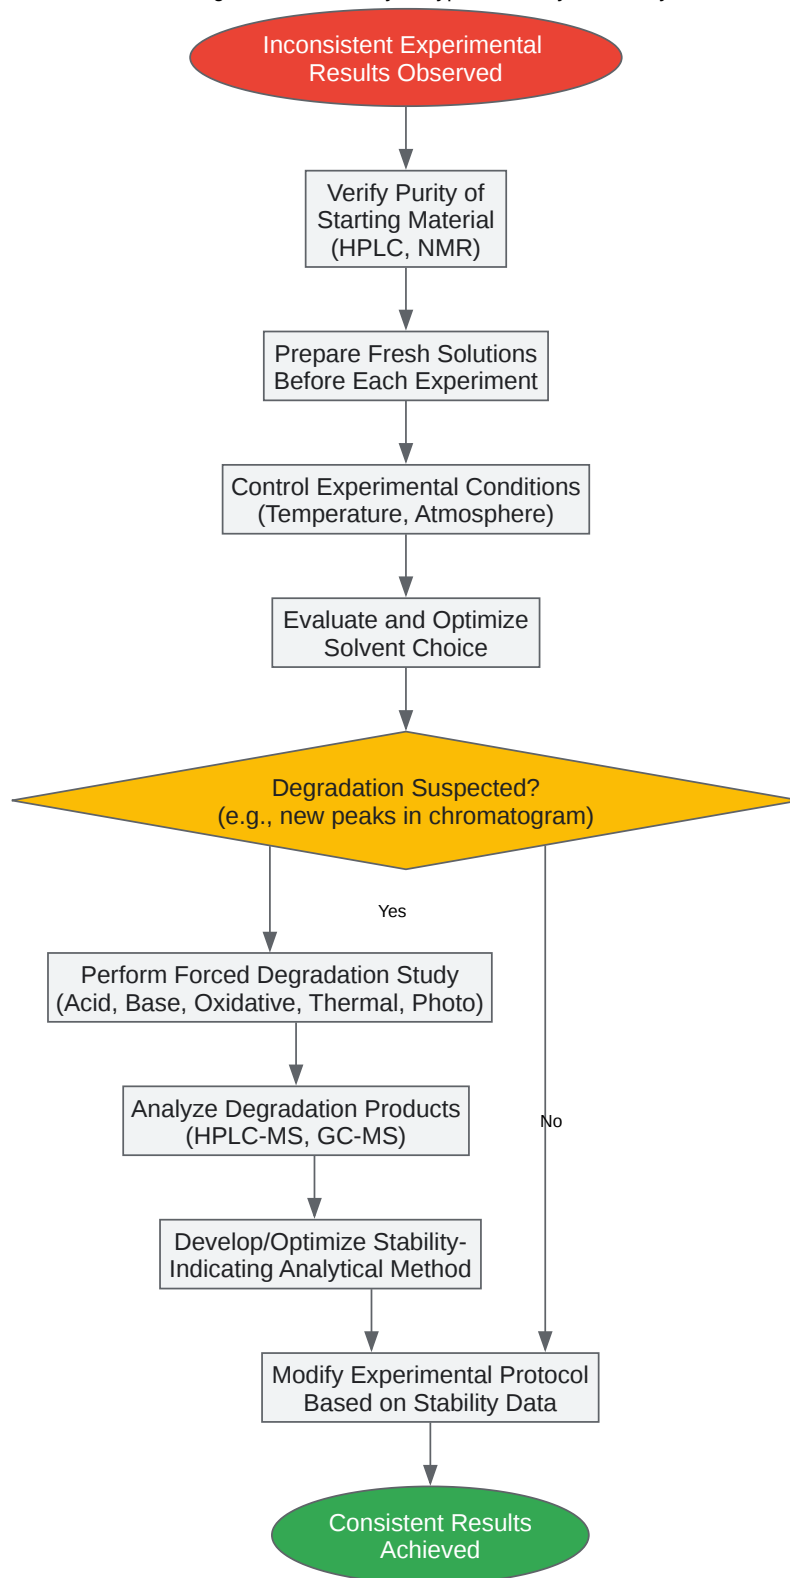 Inconsistent Experimental
Results Observed
Verify Purity of
Starting Material
(HPLC, NMR)
Prepare Fresh Solutions
Before Each Experiment
Control Experimental Conditions
(Temperature, Atmosphere)
Evaluate and Optimize
Solvent Choice
Degradation Suspected?
(e.g., new peaks in chromatogram)
Yes
Perform Forced Degradation Study
(Acid, Base, Oxidative, Thermal, Photo)
Analyze Degradation Products
(HPLC-MS, GC-MS)
No
Develop/Optimize Stability-
Indicating Analytical Method
Modify Experimental Protocol
Based on Stability Data
Consistent Results
Achieved